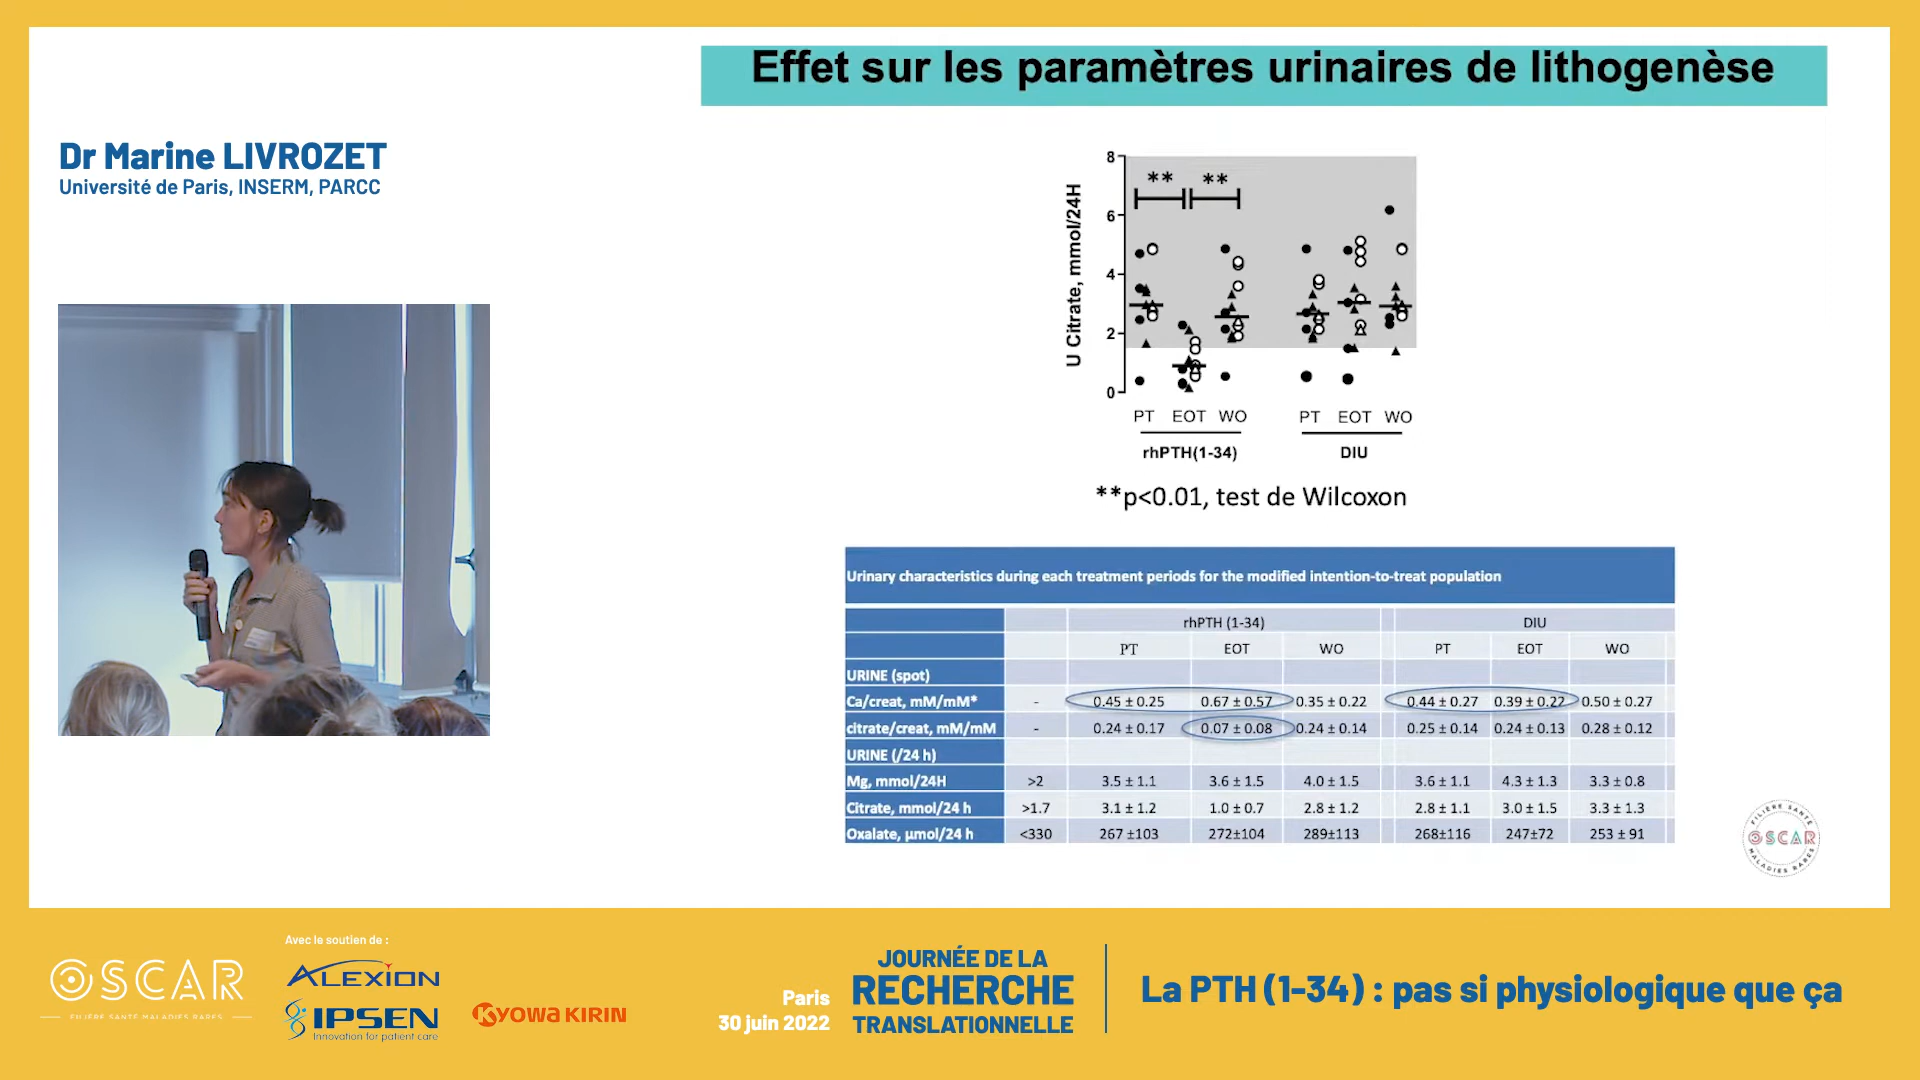 Effet sur les paramètres urinaires de lithogenèse
Dr Marine LIVROZET
Université de Paris, INSERM, PARCC
U Citrate, mmol/24H
8
6
4
2
0
** **
PT EOT WO PT EOT WO
rhPTH(1-34) DIU
**p<0.01, test de Wilcoxon
Urinary characteristics during each treatment periods for the modified intention-to-treat population
rhPTH (1-34) DIU
PT EOT WO PT EOT WO
URINE (spot)
Ca/creat, mM/mM* - 0.45 ± 0.25 0.67 ± 0.57 0.35 ± 0.22 0.44 ± 0.27 0.39 ± 0.22 0.50 ± 0.27
citrate/creat, mM/mM - 0.24 ± 0.17 0.07 ± 0.08 0.24 ± 0.14 0.25 ± 0.14 0.24 ± 0.13 0.28 ± 0.12
URINE (/24 h)
Mg, mmol/24H >2 3.5 ± 1.1 3.6 ± 1.5 4.0 ± 1.5 3.6 ± 1.1 4.3 ± 1.3 3.3 ± 0.8
Citrate, mmol/24 h >1.7 3.1 ± 1.2 1.0 ± 0.7 2.8 ± 1.2 2.8 ± 1.1 3.0 ± 1.5 3.3 ± 1.3
Oxalate, µmol/24 h <330 267 ±103 272±104 289±113 268±116 247±72 253 ± 91
FILIÈRE SANTÉ
OSCAR
MALADIES RARES
OSCAR
FILIÈRE SANTÉ MALADIES RARES
Avec le soutien de :
ALEXION
IPSEN
Innovation for patient care
KYOWA KIRIN
Paris
30 juin 2022
JOURNÉE DE LA
RECHERCHE
TRANSLATIONNELLE
La PTH (1-34) : pas si physiologique que ça